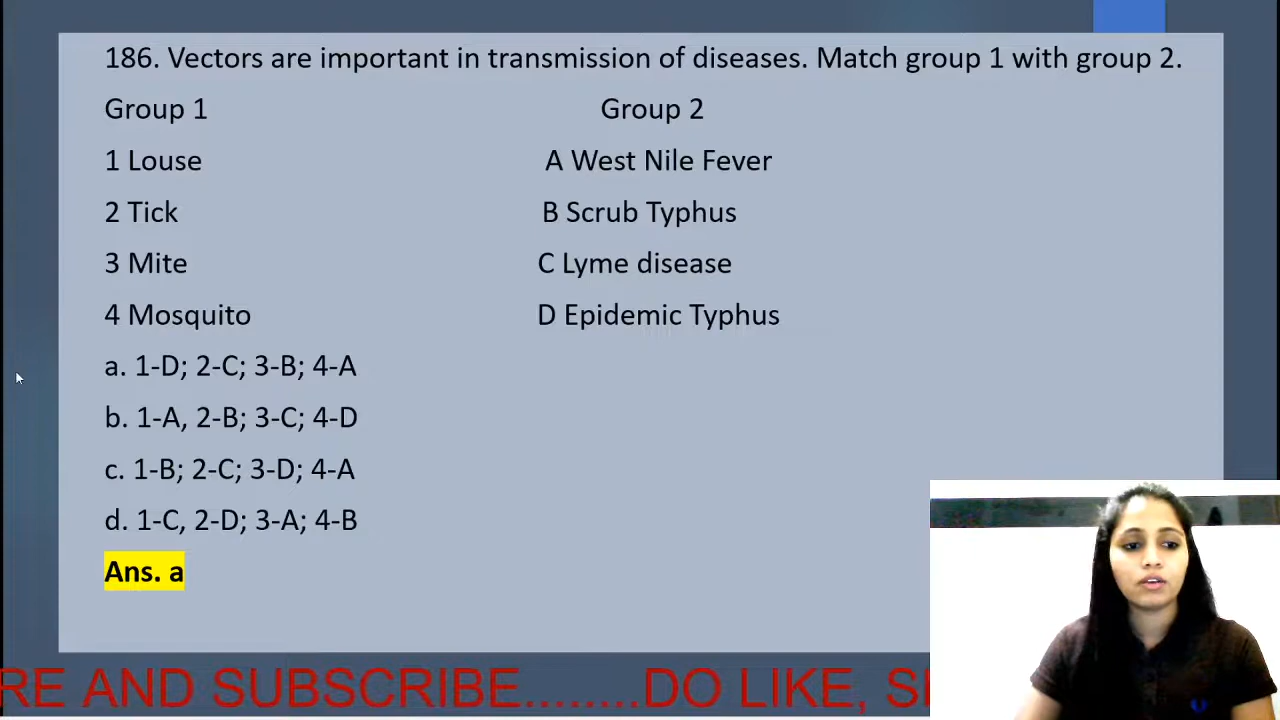 186. Vectors are important in transmission of diseases. Match group 1 with group 2.
Group 1 Group 2
1 Louse A West Nile Fever
2 Tick B Scrub Typhus
3 Mite C Lyme disease
4 Mosquito D Epidemic Typhus
a. 1-D; 2-C; 3-B; 4-A
b. 1-A, 2-B; 3-C; 4-D
c. 1-B; 2-C; 3-D; 4-A
d. 1-C, 2-D; 3-A; 4-B
Ans. a
RE AND SUBSCRIBE........DO LIKE, S